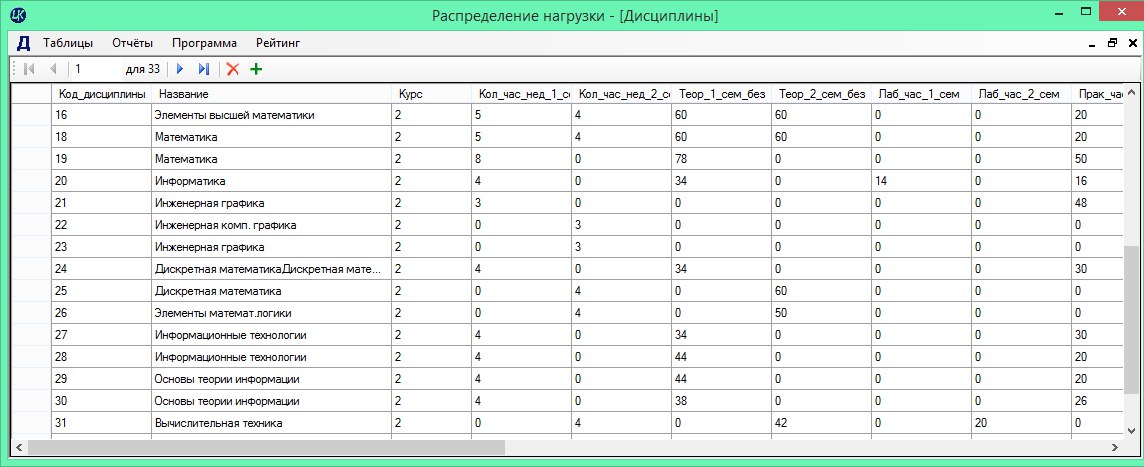 LK Распределение нагрузки - [Дисциплины]
Д Таблицы Отчёты Программа Рейтинг
1 для 33
Код_дисциплины Название Курс Кол_час_нед_1_се Кол_час_нед_2_се Теор_1_сем_без Теор_2_сем_без Лаб_час_1_сем Лаб_час_2_сем Прак_час
16 Элементы высшей математики 2 5 4 60 60 0 0 20
18 Математика 2 5 4 60 60 0 0 20
19 Математика 2 8 0 78 0 0 0 50
20 Информатика 2 4 0 34 0 14 0 16
21 Инженерная графика 2 3 0 0 0 0 0 48
22 Инженерная комп. графика 2 0 3 0 0 0 0 0
23 Инженерная графика 2 0 3 0 0 0 0 0
24 Дискретная математикаДискретная мате... 2 4 0 34 0 0 0 30
25 Дискретная математика 2 0 4 0 60 0 0 0
26 Элементы математ.логики 2 0 4 0 50 0 0 0
27 Информационные технологии 2 4 0 34 0 0 0 30
28 Информационные технологии 2 4 0 44 0 0 0 20
29 Основы теории информации 2 4 0 44 0 0 0 20
30 Основы теории информации 2 4 0 38 0 0 0 26
31 Вычислительная техника 2 0 4 0 42 0 20 0